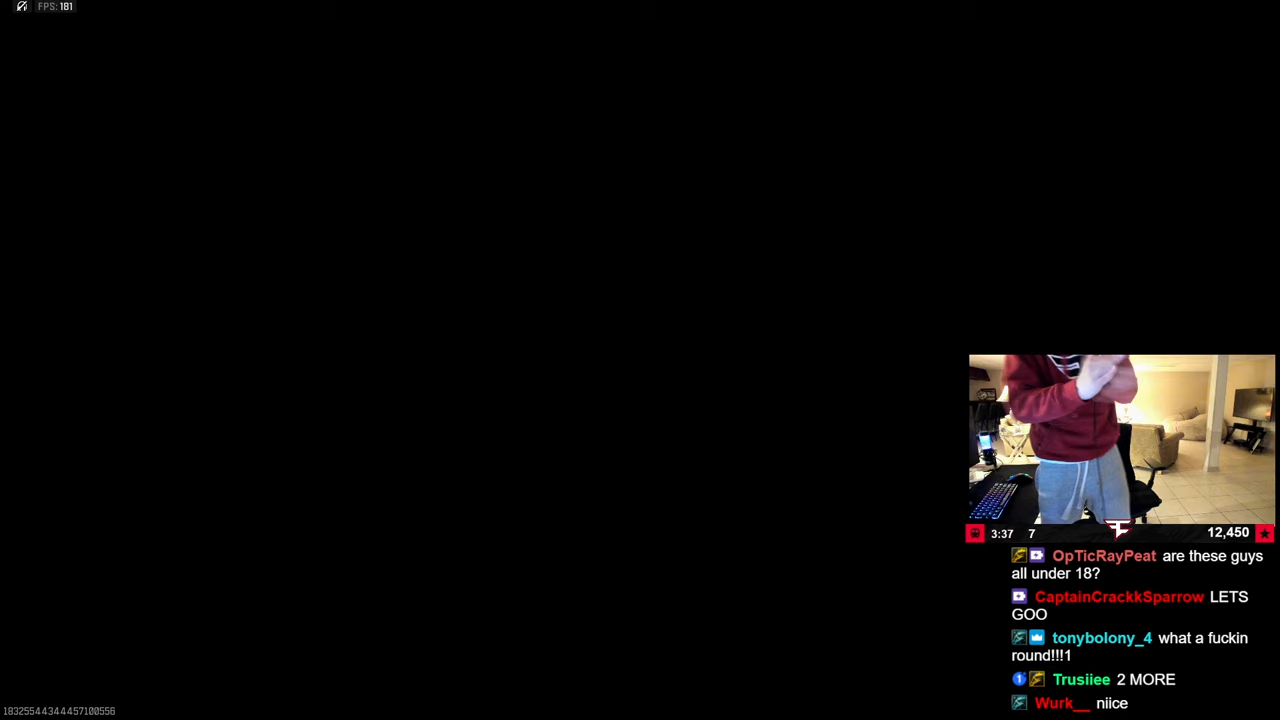 FPS: 181
3:37 7 12,450
OpTicRayPeat are these guys
all under 18?
CaptainCrackkSparrow LETS
GOO
tonybolony_4 what a fuckin
round!!!1
Trusiiee 2 MORE
Wurk__ niice
18325544344457100556